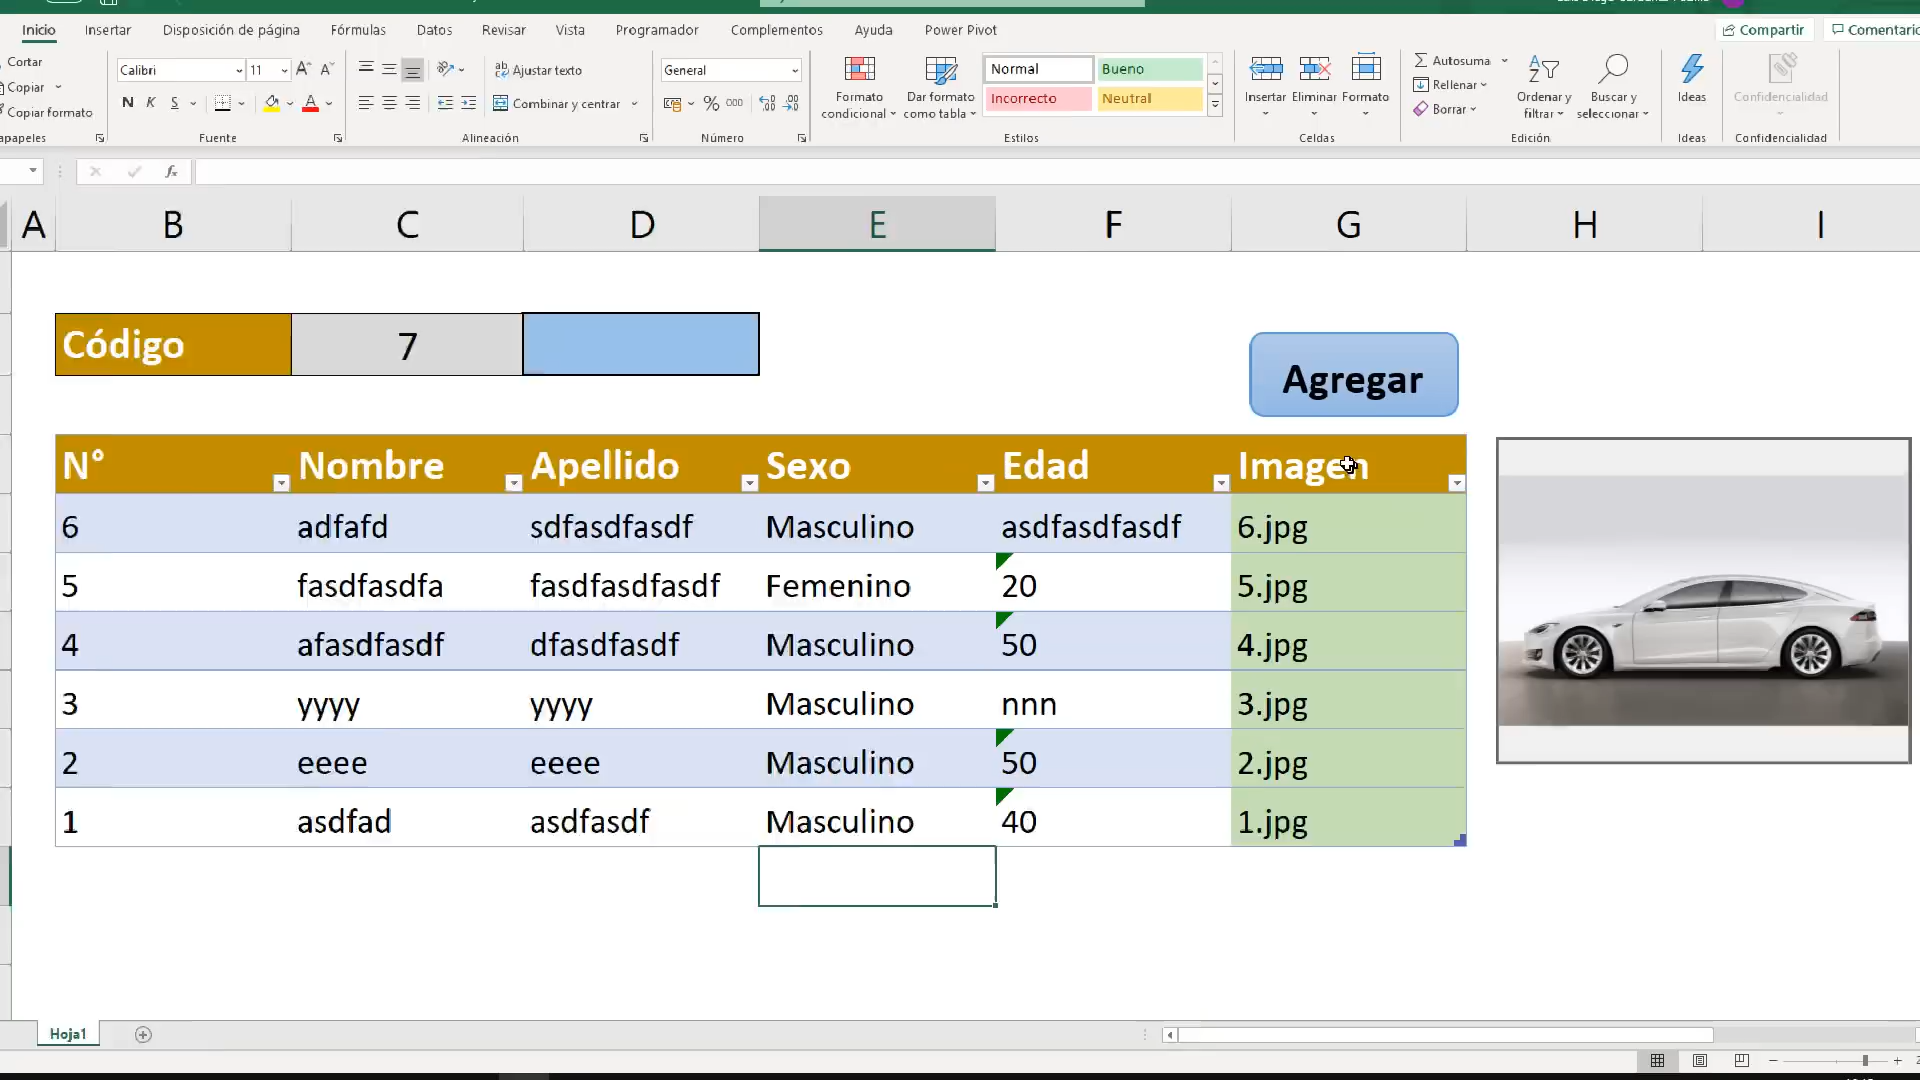 Inicio Insertar Disposición de página Fórmulas Datos Revisar Vista Programador Complementos Ayuda Power Pivot Compartir Comentario
Cortar
Copiar
Copiar formato
Calibri 11
N K S
Ajustar texto
Combinar y centrar
General
% 000
Formato condicional
Dar formato como tabla
Normal Bueno
Incorrecto Neutral
Insertar Eliminar Formato
Autosuma
Rellenar
Borrar
Ordenar y filtrar
Buscar y seleccionar
Ideas
Confidencialidad
apapeles Fuente Alineación Número Estilos Celdas Edición Ideas Confidencialidad
fx
A B C D E F G H I
Código 7
Agregar
N° Nombre Apellido Sexo Edad Imagen
6 adfafd sdfasdfasdf Masculino asdfasdfasdf 6.jpg
5 fasdfasdfa fasdfasdfasdf Femenino 20 5.jpg
4 afasdfasdf dfasdfasdf Masculino 50 4.jpg
3 yyyy yyyy Masculino nnn 3.jpg
2 eeee eeee Masculino 50 2.jpg
1 asdfad asdfasdf Masculino 40 1.jpg
Hoja1